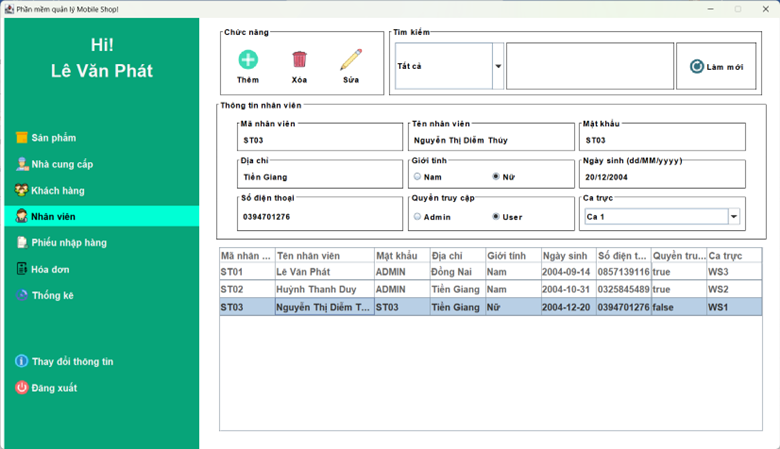 Phần mềm quản lý Mobile Shop!
Hi!
Lê Văn Phát
Sản phẩm
Nhà cung cấp
Khách hàng
Nhân viên
Phiếu nhập hàng
Hóa đơn
Thống kê
Thay đổi thông tin
Đăng xuất
Chức năng
Thêm Xóa Sửa
Tìm kiếm
Tất cả
Làm mới
Thông tin nhân viên
Mã nhân viên Tên nhân viên Mật khẩu
ST03 Nguyễn Thị Diễm Thúy ST03
Địa chỉ Giới tính Ngày sinh (dd/MM/yyyy)
Tiền Giang Nam Nữ 20/12/2004
Số điện thoại Quyền truy cập Ca trực
0394701276 Admin User Ca 1
Mã nhân ... Tên nhân viên Mật khẩu Địa chỉ Giới tính Ngày sinh Số điện t... Quyền tru... Ca trực
ST01 Lê Văn Phát ADMIN Đồng Nai Nam 2004-09-14 0857139116 true WS3
ST02 Huỳnh Thanh Duy ADMIN Tiền Giang Nam 2004-10-31 0325845489 true WS2
ST03 Nguyễn Thị Diễm T... ST03 Tiền Giang Nữ 2004-12-20 0394701276 false WS1